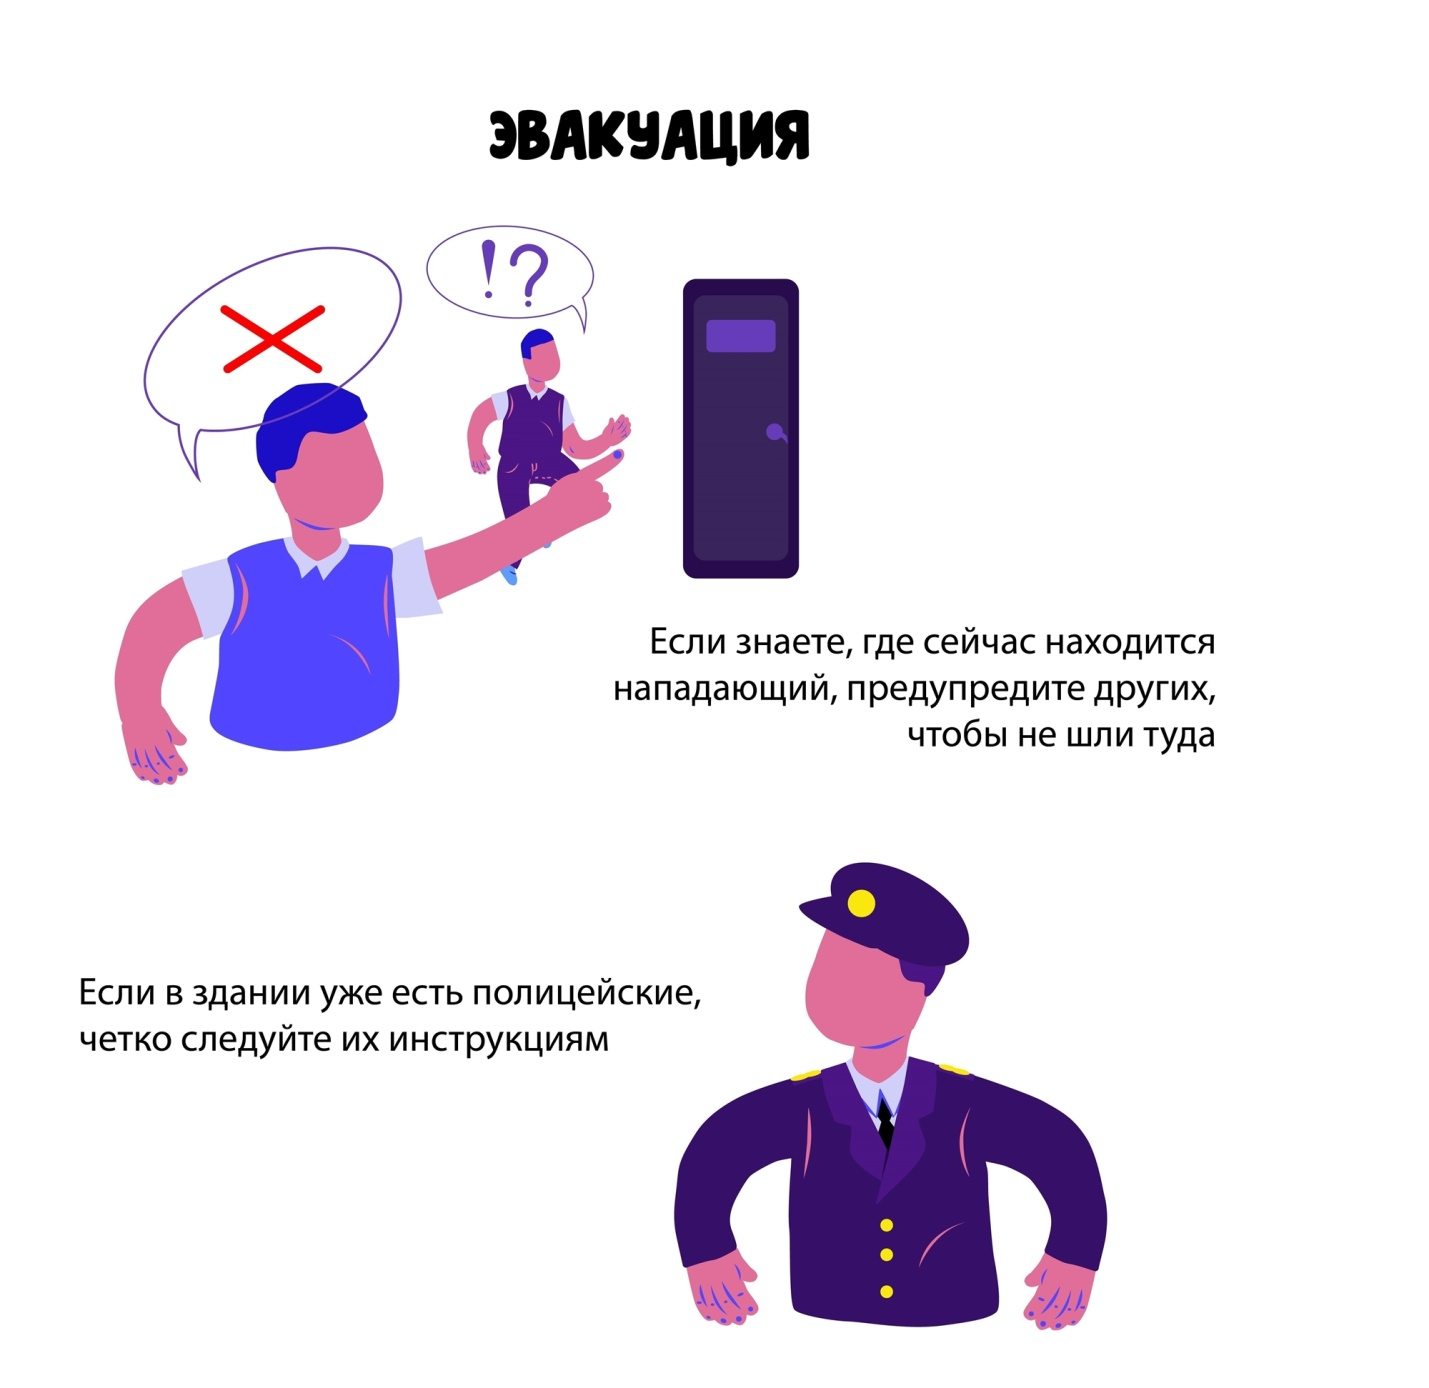 ЭВАКУАЦИЯ
!?
Если знаете, где сейчас находится
нападающий, предупредите других,
чтобы не шли туда
Если в здании уже есть полицейские,
четко следуйте их инструкциям